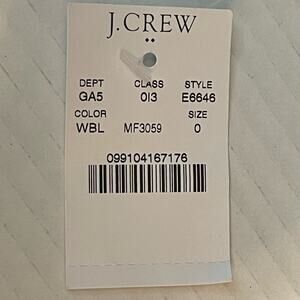 J.CREW
DEPT CLASS STYLE
GA5 013 E6646
COLOR SIZE
WBL MF3059 0
099104167176